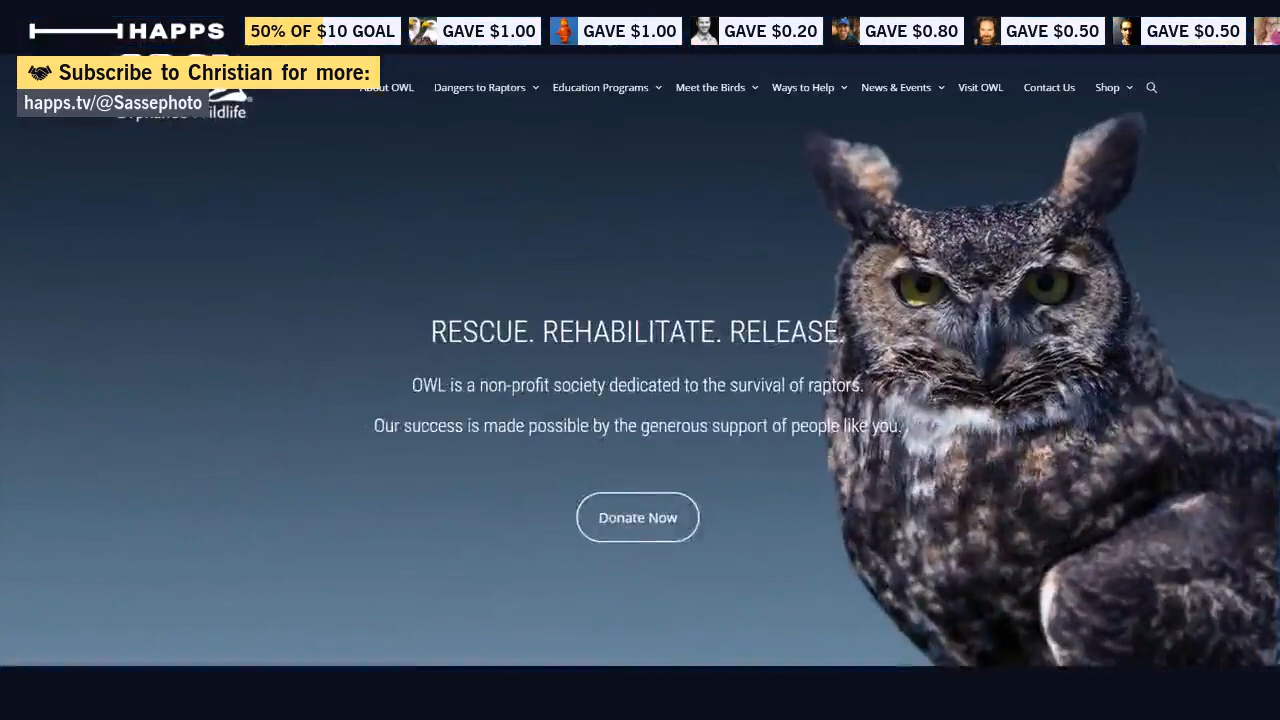 HAPPS
50% OF $10 GOAL
GAVE $1.00
GAVE $1.00
GAVE $0.20
GAVE $0.80
GAVE $0.50
GAVE $0.50
Subscribe to Christian for more:
happs.tv/@Sassephoto
About OWL
Dangers to Raptors
Education Programs
Meet the Birds
Ways to Help
News & Events
Visit OWL
Contact Us
Shop
RESCUE. REHABILITATE. RELEASE.
OWL is a non-profit society dedicated to the survival of raptors.
Our success is made possible by the generous support of people like you.
Donate Now